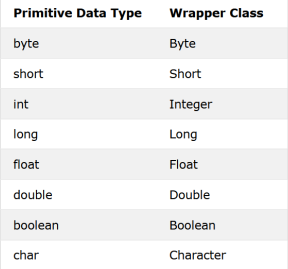 Primitive Data Type Wrapper Class
byte Byte
short Short
int Integer
long Long
float Float
double Double
boolean Boolean
char Character